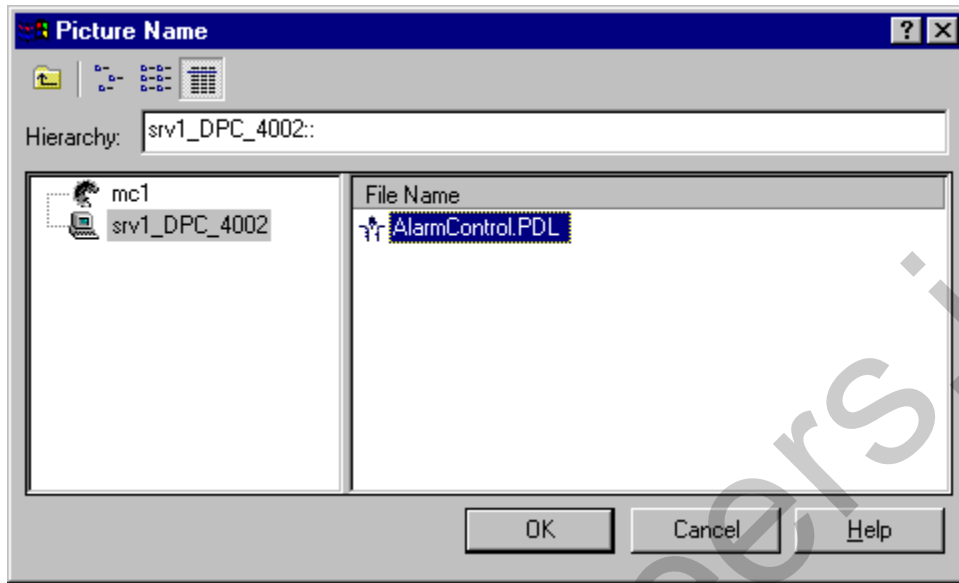 Picture Name
Hierarchy: srv1_DPC_4002::
mc1
srv1_DPC_4002
File Name
AlarmControl.PDL
OK Cancel Help